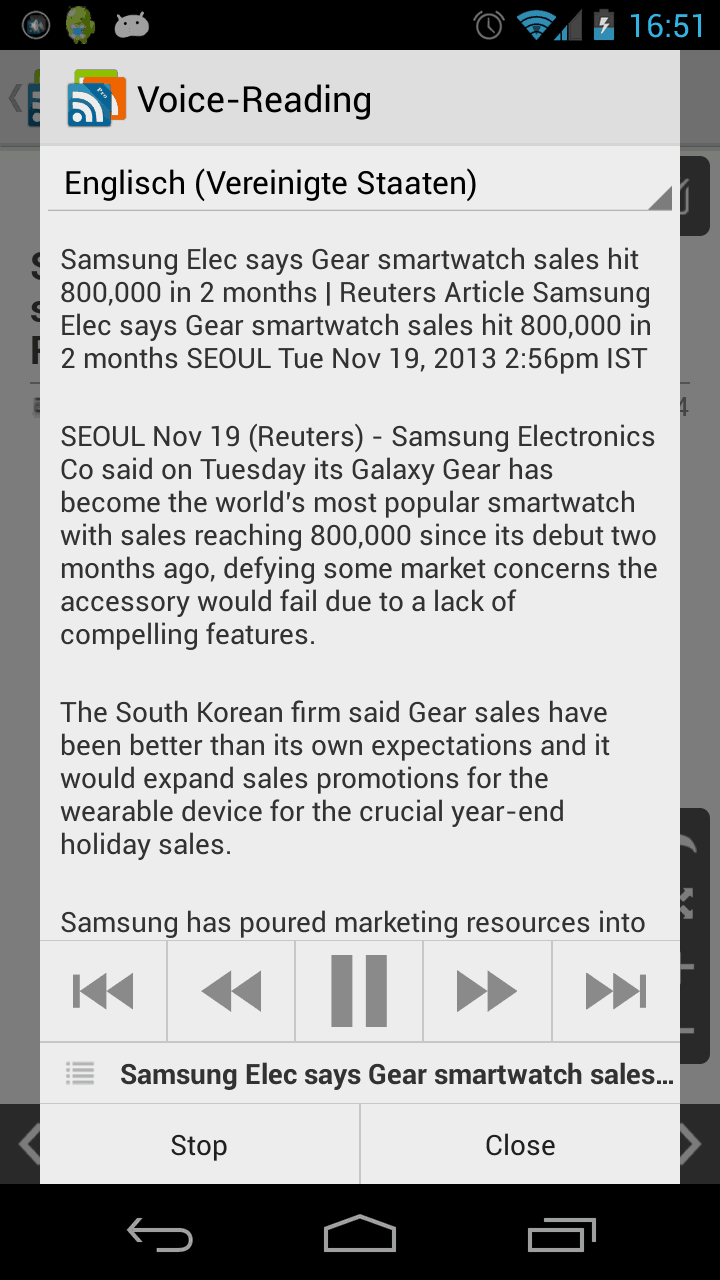 16:51
Pro
Voice-Reading
Englisch (Vereinigte Staaten)
Samsung Elec says Gear smartwatch sales hit
800,000 in 2 months | Reuters Article Samsung
Elec says Gear smartwatch sales hit 800,000 in
2 months SEOUL Tue Nov 19, 2013 2:56pm IST
SEOUL Nov 19 (Reuters) - Samsung Electronics
Co said on Tuesday its Galaxy Gear has
become the world's most popular smartwatch
with sales reaching 800,000 since its debut two
months ago, defying some market concerns the
accessory would fail due to a lack of
compelling features.
The South Korean firm said Gear sales have
been better than its own expectations and it
would expand sales promotions for the
wearable device for the crucial year-end
holiday sales.
Samsung has poured marketing resources into
Samsung Elec says Gear smartwatch sales...
Stop
Close